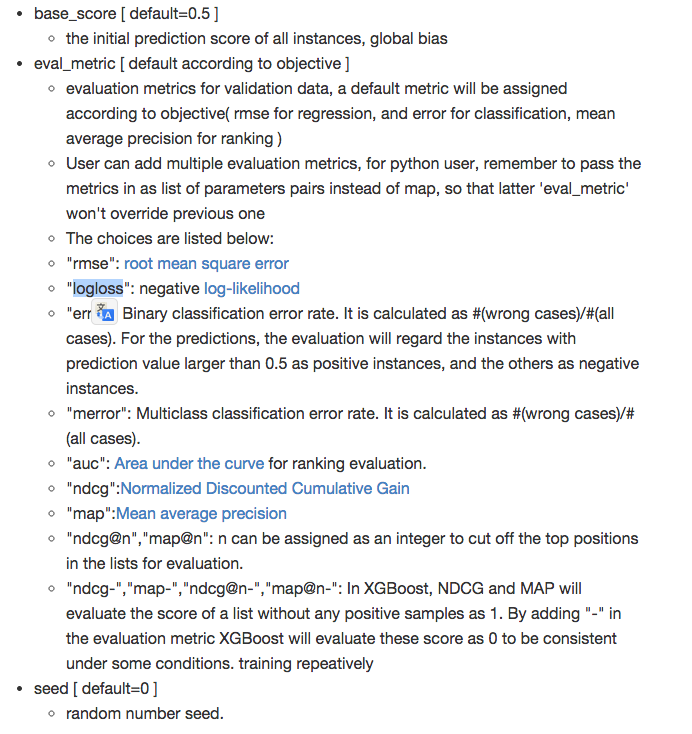 base_score [ default=0.5 ]
the initial prediction score of all instances, global bias
eval_metric [ default according to objective ]
evaluation metrics for validation data, a default metric will be assigned
according to objective( rmse for regression, and error for classification, mean
average precision for ranking )
User can add multiple evaluation metrics, for python user, remember to pass the
metrics in as list of parameters pairs instead of map, so that latter 'eval_metric'
won't override previous one
The choices are listed below:
"rmse": root mean square error
"logloss": negative log-likelihood
"err Binary classification error rate. It is calculated as #(wrong cases)/#(all
cases). For the predictions, the evaluation will regard the instances with
prediction value larger than 0.5 as positive instances, and the others as negative
instances.
"merror": Multiclass classification error rate. It is calculated as #(wrong cases)/#
(all cases).
"auc": Area under the curve for ranking evaluation.
"ndcg":Normalized Discounted Cumulative Gain
"map":Mean average precision
"ndcg@n","map@n": n can be assigned as an integer to cut off the top positions
in the lists for evaluation.
"ndcg-","map-","ndcg@n-","map@n-": In XGBoost, NDCG and MAP will
evaluate the score of a list without any positive samples as 1. By adding "-" in
the evaluation metric XGBoost will evaluate these score as 0 to be consistent
under some conditions. training repeatively
seed [ default=0 ]
random number seed.